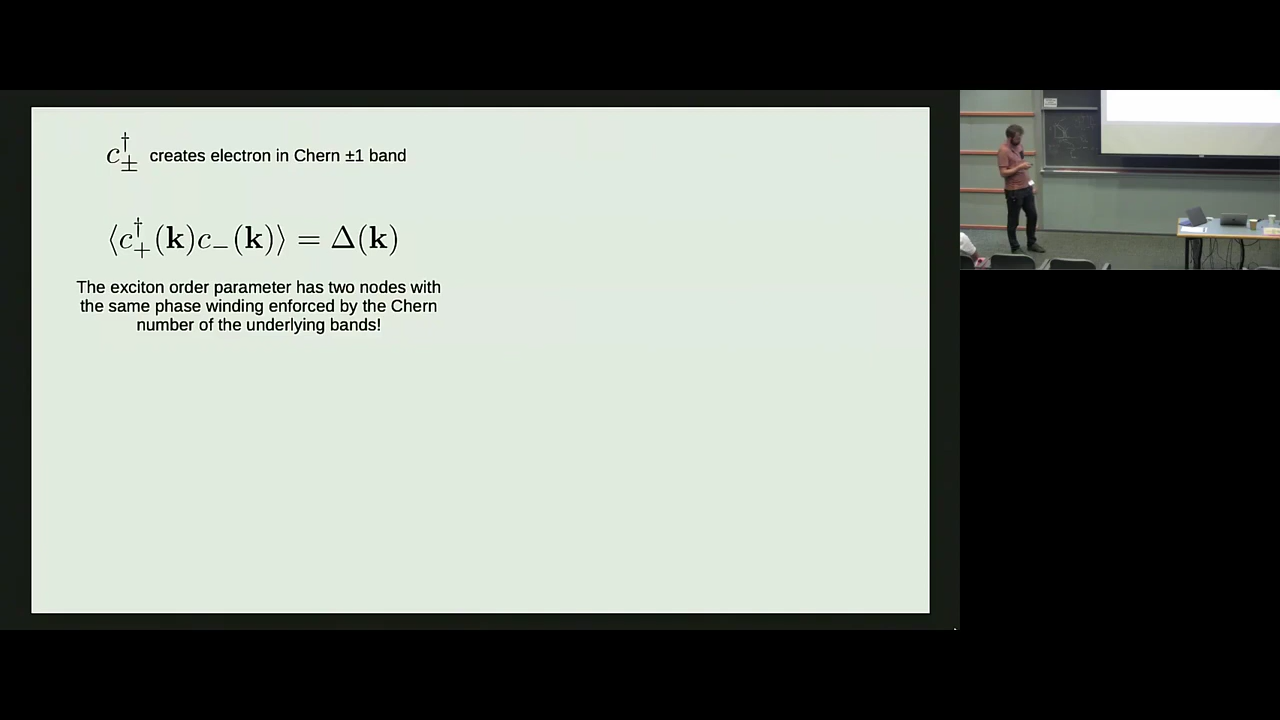 c†± creates electron in Chern ±1 band
⟨c†+(k)c−(k)⟩ = Δ(k)
The exciton order parameter has two nodes with
the same phase winding enforced by the Chern
number of the underlying bands!